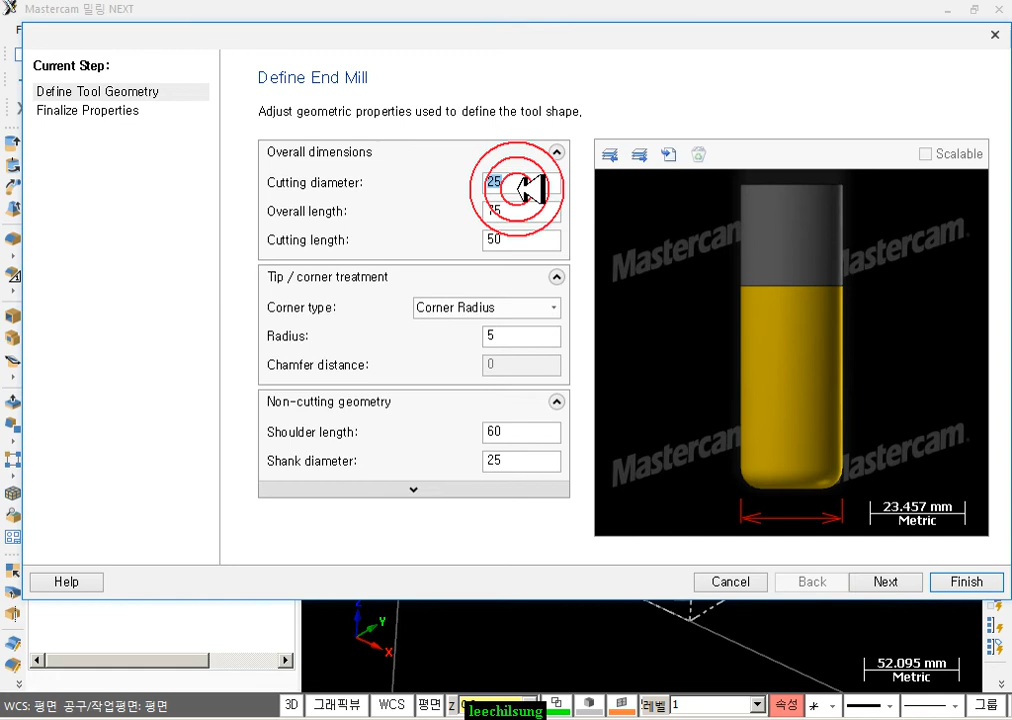 Mastercam 밀링 NEXT
F
Current Step:
Define Tool Geometry
Finalize Properties
Define End Mill
Adjust geometric properties used to define the tool shape.
Overall dimensions
Cutting diameter: 25
Overall length: 75
Cutting length: 50
Tip / corner treatment
Corner type: Corner Radius
Radius: 5
Chamfer distance: 0
Non-cutting geometry
Shoulder length: 60
Shank diameter: 25
Scalable
Mastercam. Mastercam.
Mastercam. Mastercam.
23.457 mm
Metric
Help Cancel Back Next Finish
Z
Y
X
52.095 mm
Metric
WCS: 평면 공구/작업평면: 평면 3D 그래픽뷰 WCS 평면 Z 레벨 1 속성 그룹
leechilsung